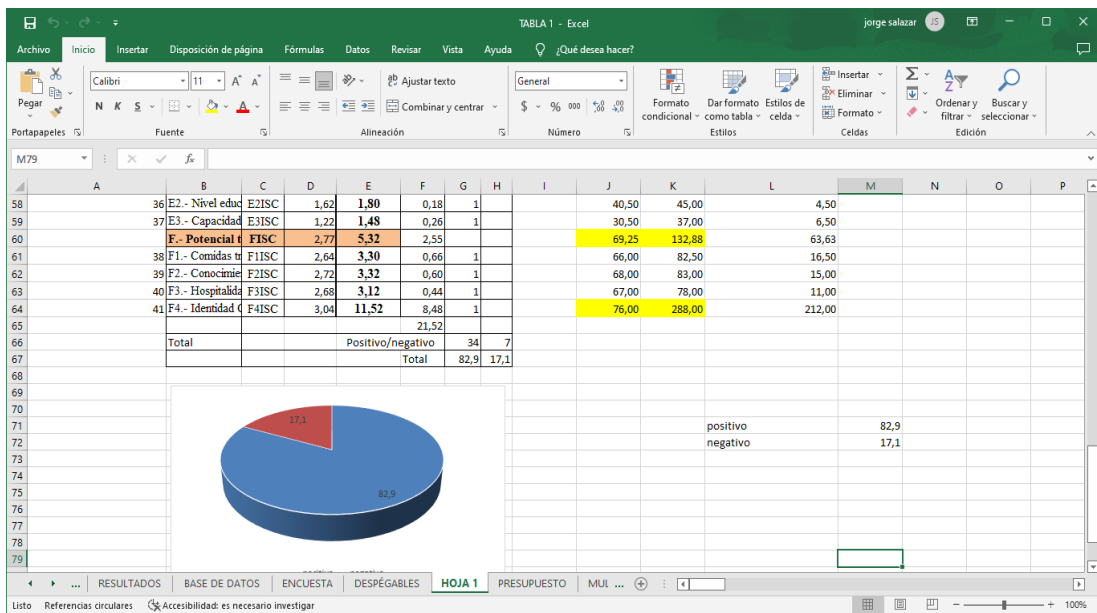 TABLA 1 - Excel
jorge salazar
JS
Archivo Inicio Insertar Disposición de página Fórmulas Datos Revisar Vista Ayuda ¿Qué desea hacer?
Pegar
Calibri 11 A^ A
N K S A
ab Ajustar texto
Combinar y centrar
General
$ % 000
Formato condicional
Dar formato como tabla
Estilos de celda
Insertar
Eliminar
Formato
Ordenar y filtrar
Buscar y seleccionar
Portapapeles Fuente Alineación Número Estilos Celdas Edición
M79 fx
A B C D E F G H I J K L M N O P
58 36 E2.- Nivel educ E2ISC 1,62 1,80 0,18 1 40,50 45,00 4,50
59 37 E3.- Capacidad E3ISC 1,22 1,48 0,26 1 30,50 37,00 6,50
60 F.- Potencial t FISC 2,77 5,32 2,55 69,25 132,88 63,63
61 38 F1.- Comidas tr F1ISC 2,64 3,30 0,66 1 66,00 82,50 16,50
62 39 F2.- Conocimie F2ISC 2,72 3,32 0,60 1 68,00 83,00 15,00
63 40 F3.- Hospitalida F3ISC 2,68 3,12 0,44 1 67,00 78,00 11,00
64 41 F4.- Identidad C F4ISC 3,04 11,52 8,48 1 76,00 288,00 212,00
65 21,52
66 Total Positivo/negativo 34 7
67 Total 82,9 17,1
68
69
70
71 positivo 82,9
72 negativo 17,1
73
74
75
76
77
78
79
17,1
82,9
... RESULTADOS BASE DE DATOS ENCUESTA DESPÉGABLES HOJA 1 PRESUPUESTO MUL ...
Listo Referencias circulares Accesibilidad: es necesario investigar 100%